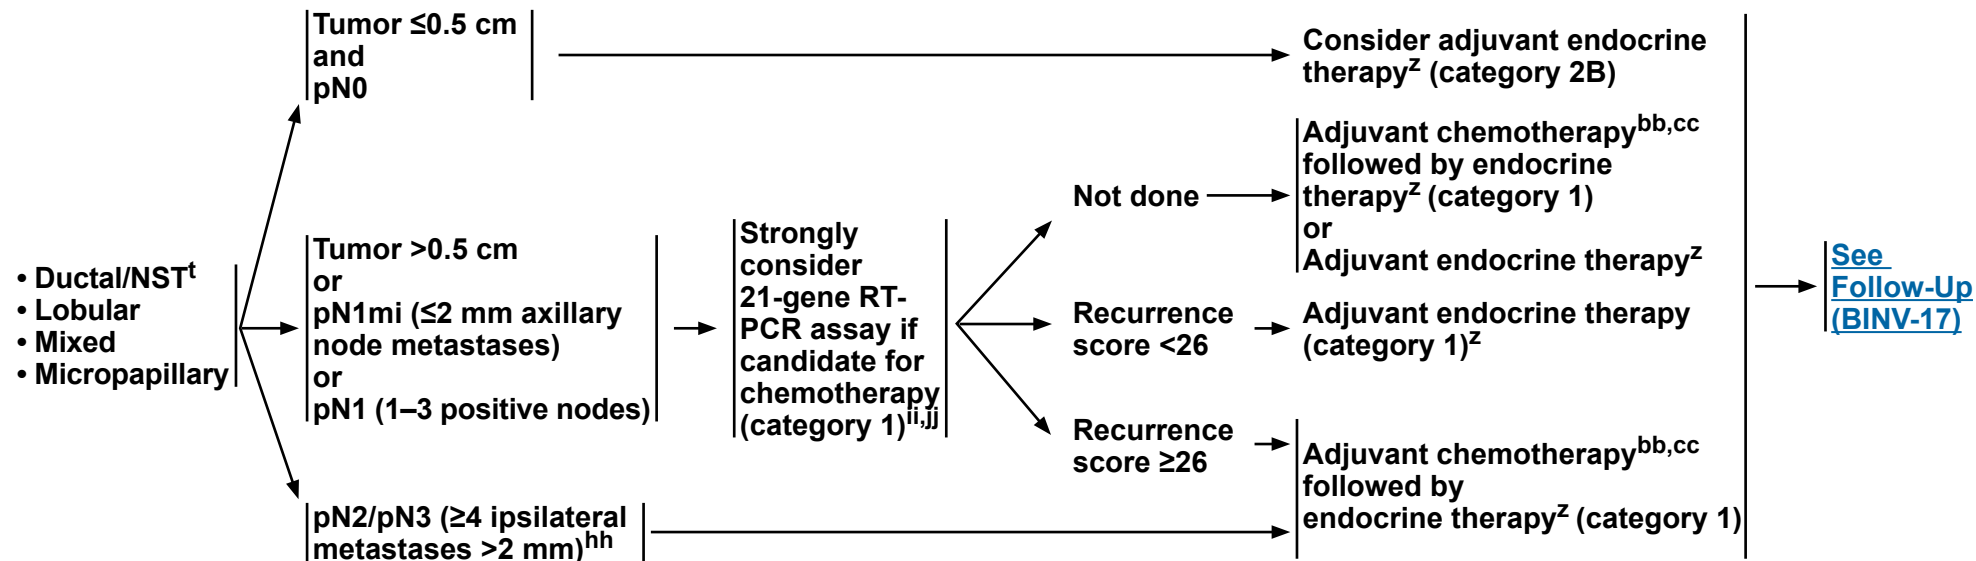 • Ductal/NSTᵗ
• Lobular
• Mixed
• Micropapillary
Tumor ≤0.5 cm
and
pN0
Consider adjuvant endocrine
therapyᶻ (category 2B)
Tumor >0.5 cm
or
pN1mi (≤2 mm axillary
node metastases)
or
pN1 (1–3 positive nodes)
Strongly
consider
21-gene RT-
PCR assay if
candidate for
chemotherapy
(category 1)ⁱⁱ,ʲʲ
Not done
Adjuvant chemotherapyᵇᵇ,ᶜᶜ
followed by endocrine
therapyᶻ (category 1)
or
Adjuvant endocrine therapyᶻ
Recurrence
score <26
Adjuvant endocrine therapy
(category 1)ᶻ
Recurrence
score ≥26
Adjuvant chemotherapyᵇᵇ,ᶜᶜ
followed by
endocrine therapyᶻ (category 1)
pN2/pN3 (≥4 ipsilateral
metastases >2 mm)ʰʰ
See
Follow-Up
(BINV-17)